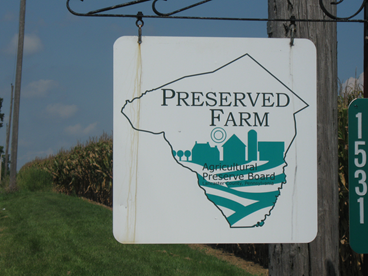 PRESERVED
FARM
Agricultural
Preserve Board
1531